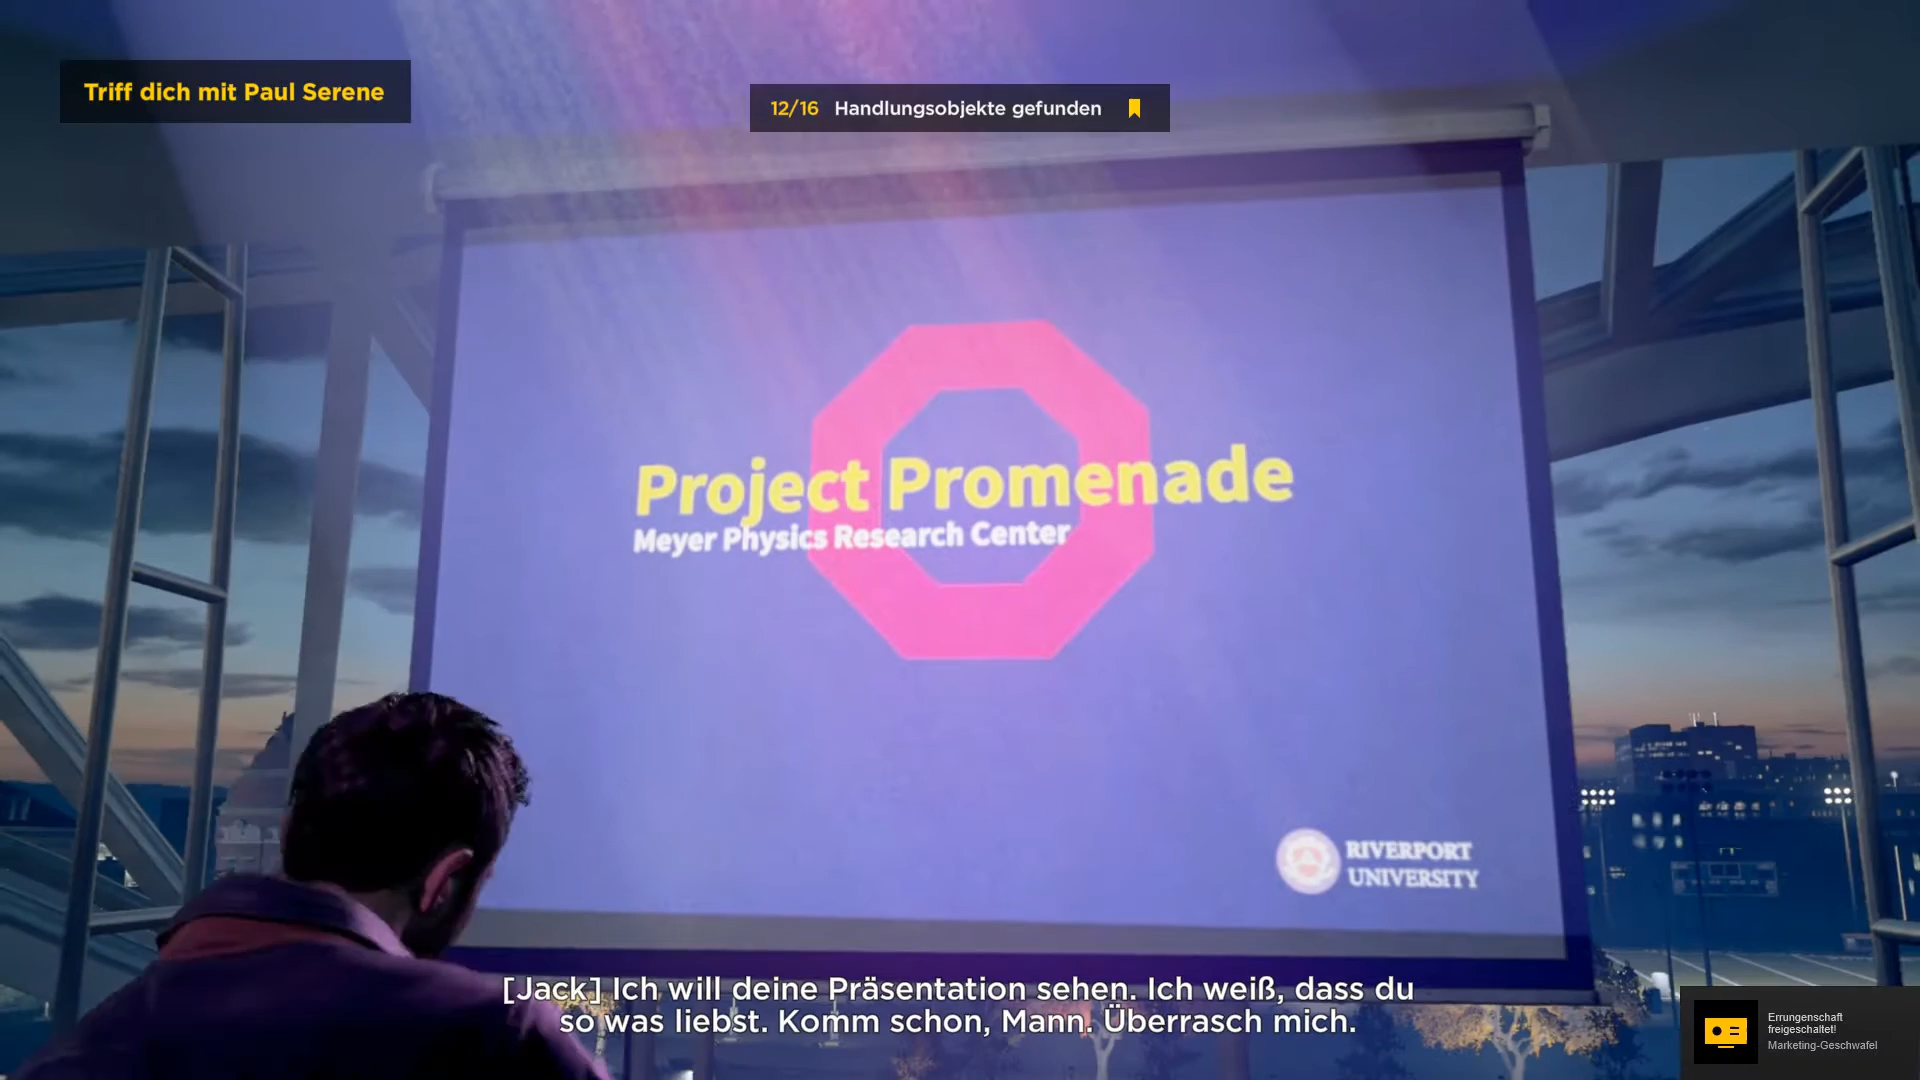 Triff dich mit Paul Serene
12/16 Handlungsobjekte gefunden
Project Promenade
Meyer Physics Research Center
RIVERPORT
UNIVERSITY
[Jack] Ich will deine Präsentation sehen. Ich weiß, dass du
so was liebst. Komm schon, Mann. Überrasch mich.
Errungenschaft
freigeschaltet!
Marketing-Geschwafel